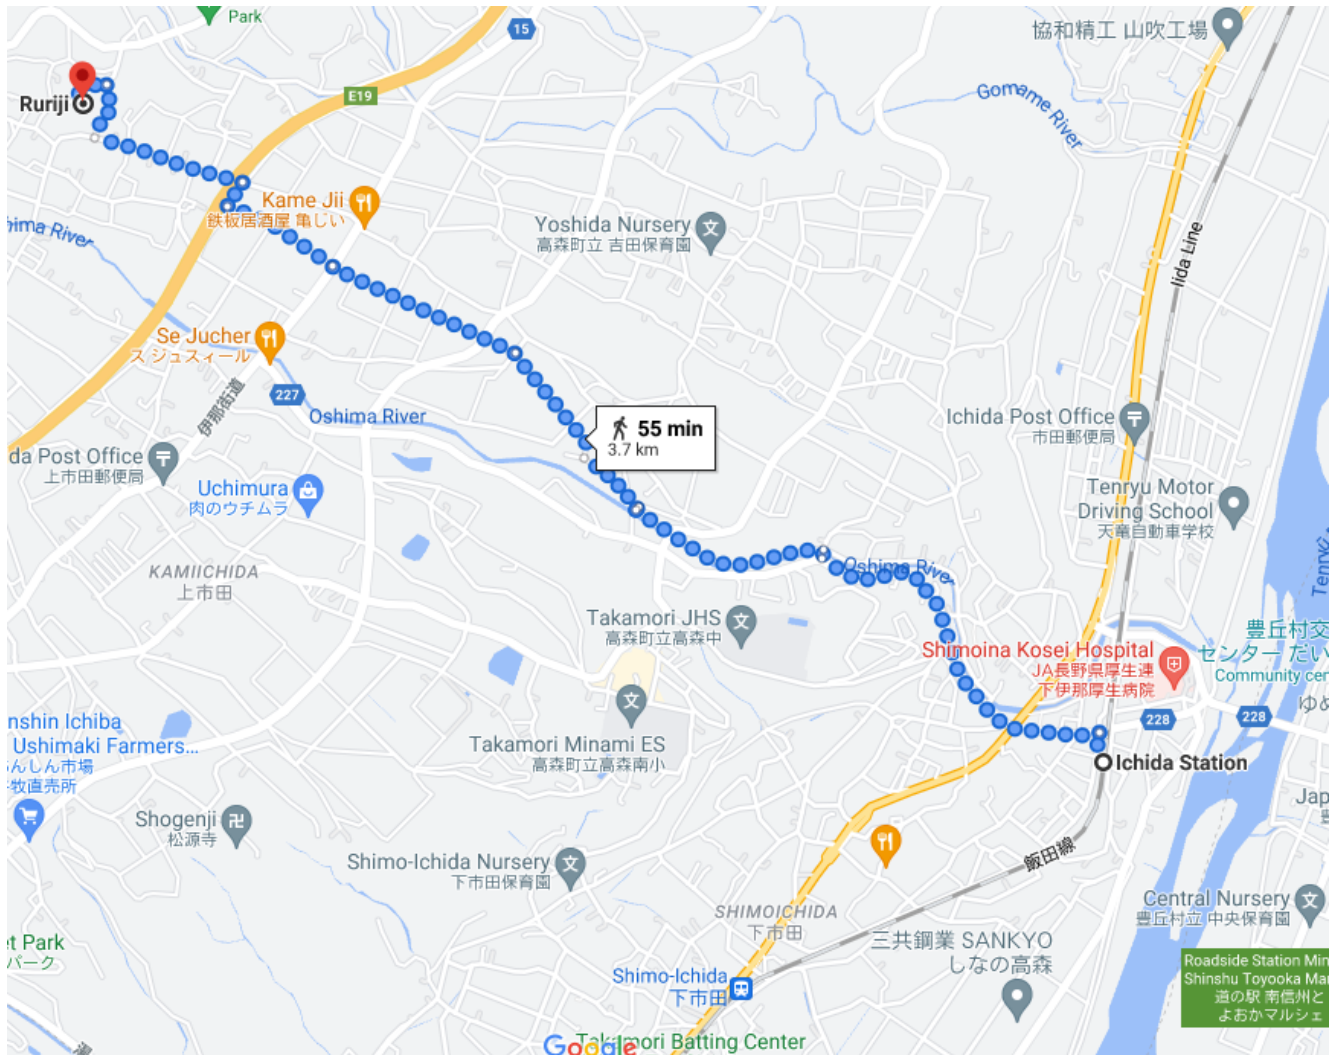 Park
15
協和精工 山吹工場
E19
Ruriji
Gomame River
Kame Jii
鉄板居酒屋 亀じい
Yoshida Nursery
高森町立 吉田保育園
hima River
Iida Line
Se Jucher
ス ジュスィール
227
伊那街道
Oshima River
55 min
3.7 km
Ichida Post Office
市田郵便局
da Post Office
上市田郵便局
Uchimura
肉のウチムラ
Tenryu Motor
Driving School
天竜自動車学校
KAMIICHIDA
上市田
Oshima River
Tenryū
Takamori JHS
高森町立高森中
Shimoina Kosei Hospital
JA長野県厚生連
下伊那厚生病院
豊丘村交
センター だい
Community cen
ゆめ
228
228
nshin Ichiba
Ushimaki Farmers...
んしん市場
牧直売所
Takamori Minami ES
高森町立高森南小
Ichida Station
Jap
Shogenji
松源寺
Shimo-Ichida Nursery
下市田保育園
飯田線
Central Nursery
豊丘村立 中央保育園
SHIMOICHIDA
下市田
三共鋼業 SANKYO
しなの高森
et Park
パーク
Shimo-Ichida
下市田
Roadside Station Min
Shinshu Toyooka Mar
道の駅 南信州と
よおかマルシェ
Google
Takamori Batting Center